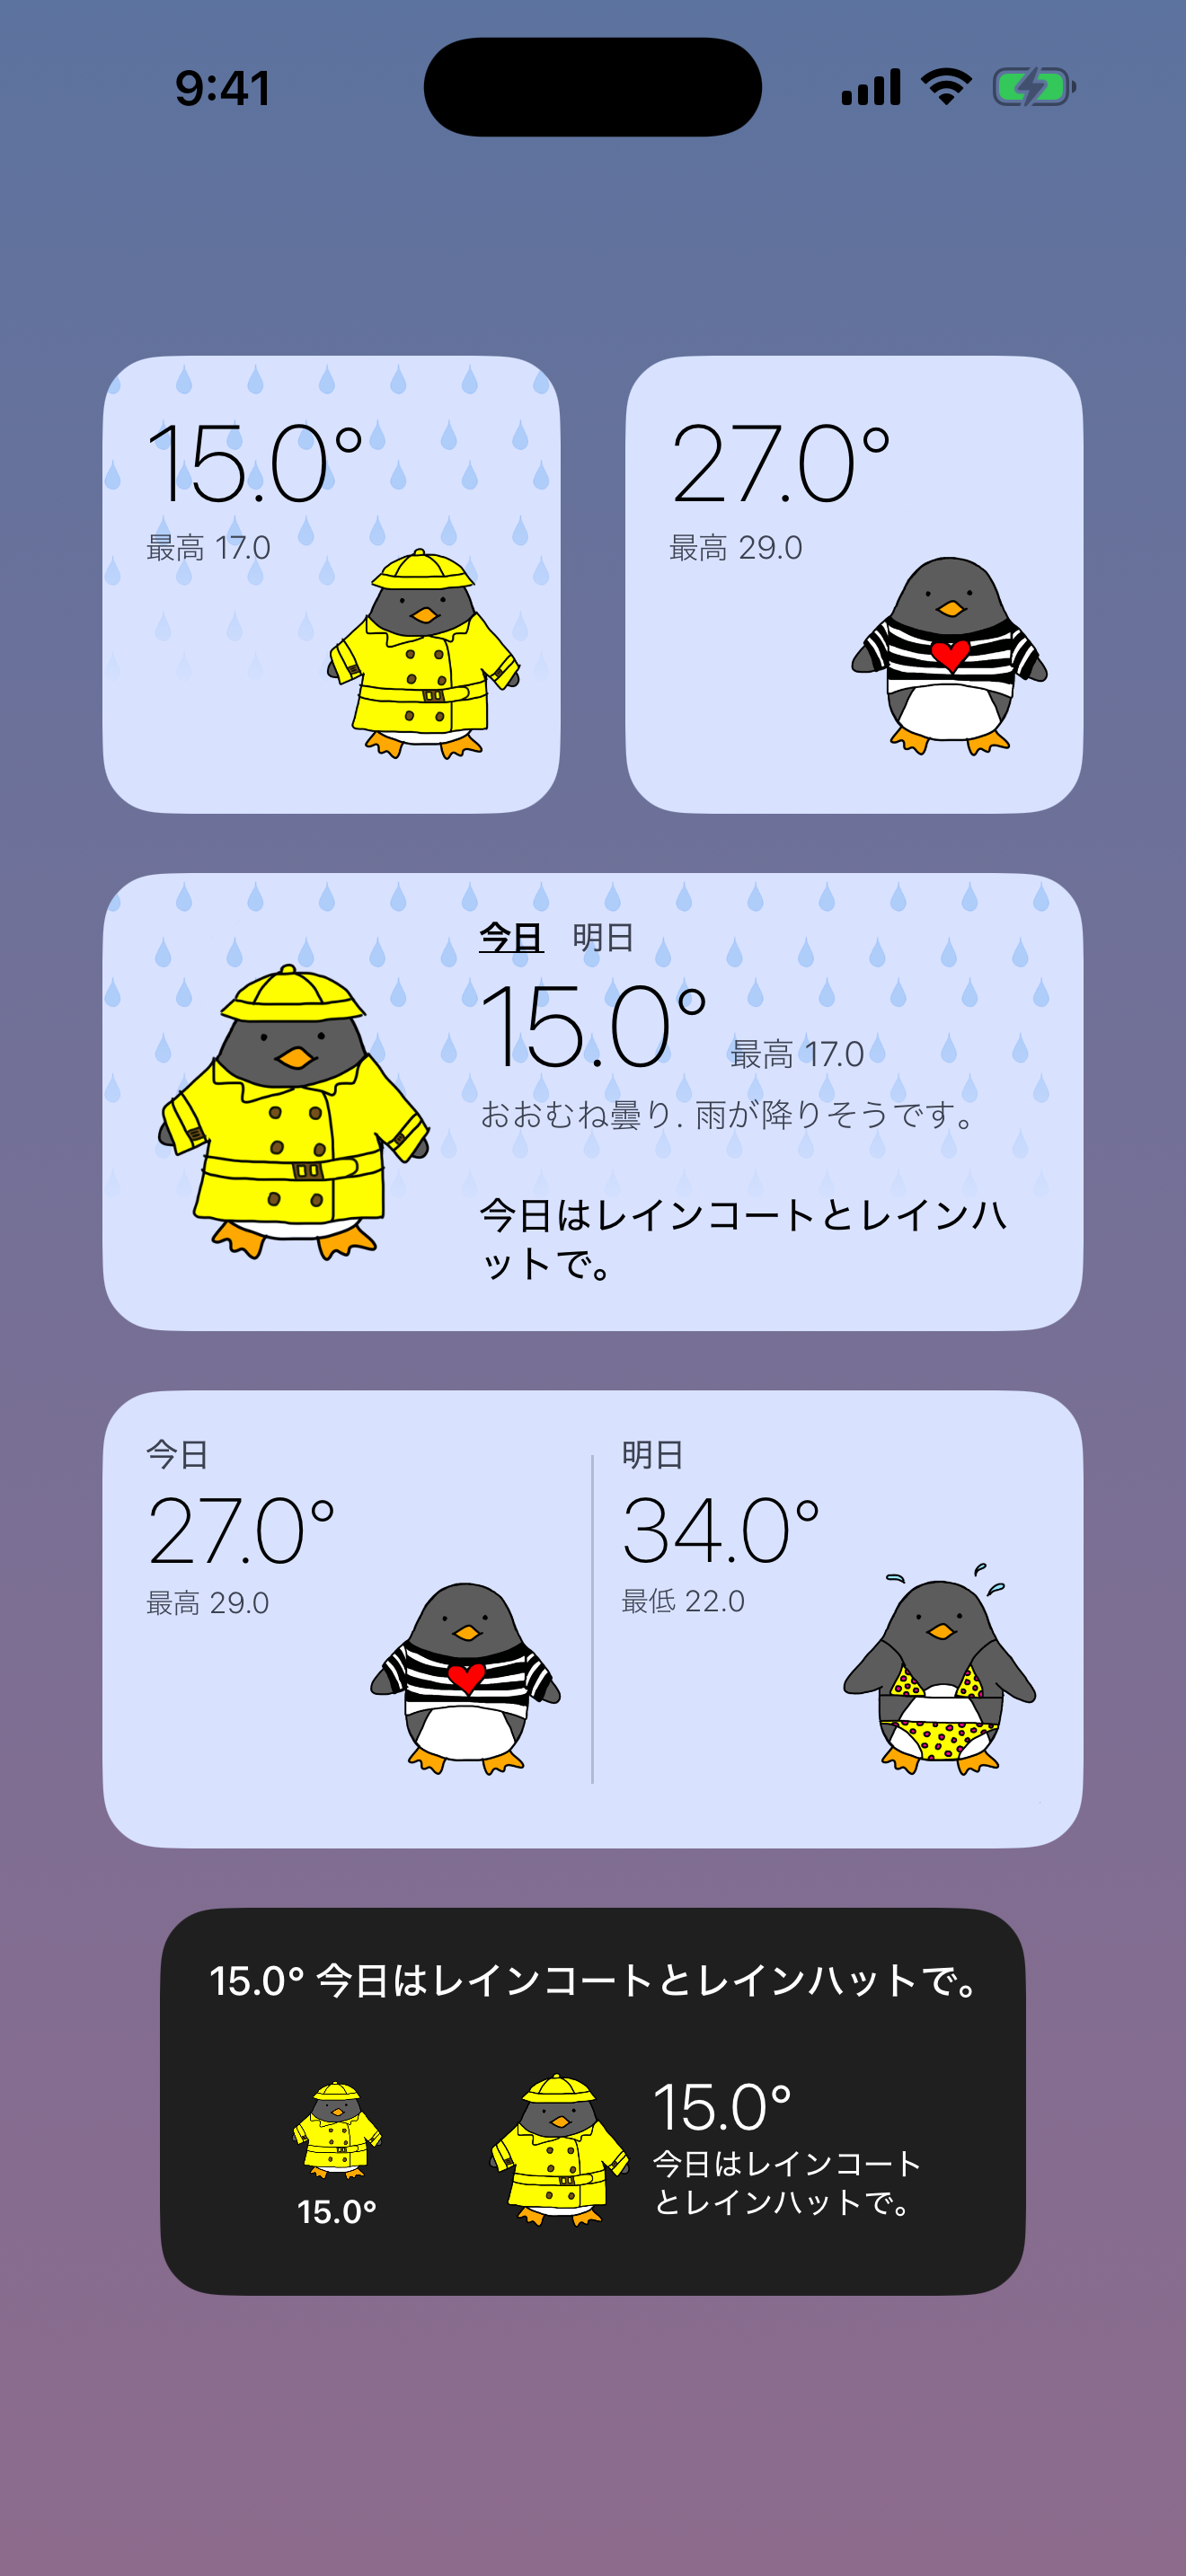 9:41
15.0°
最高 17.0
27.0°
最高 29.0
今日 明日
15.0° 最高 17.0
おおむね曇り. 雨が降りそうです。
今日はレインコートとレインハ
ットで。
今日
27.0°
最高 29.0
明日
34.0°
最低 22.0
15.0° 今日はレインコートとレインハットで。
15.0°
15.0°
今日はレインコート
とレインハットで。